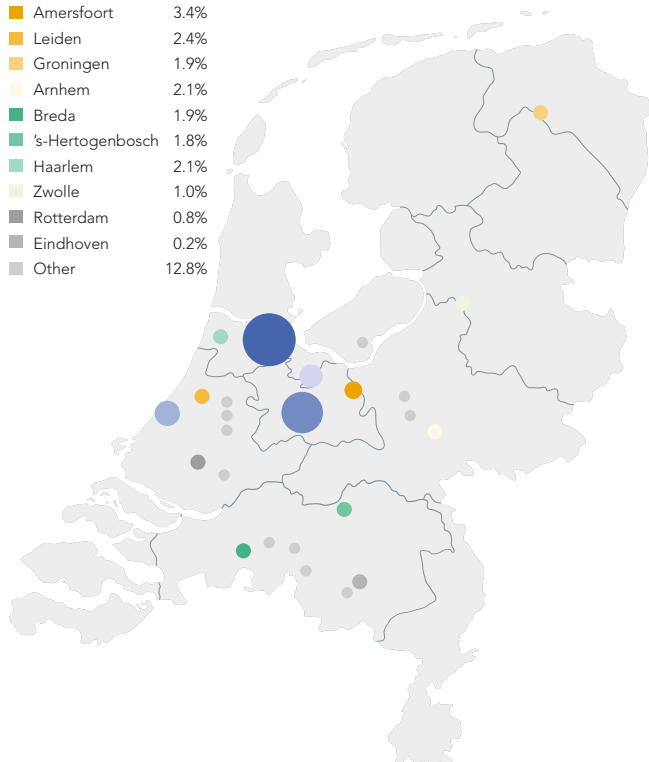 Amersfoort 3.4%
Leiden 2.4%
Groningen 1.9%
Arnhem 2.1%
Breda 1.9%
's-Hertogenbosch 1.8%
Haarlem 2.1%
Zwolle 1.0%
Rotterdam 0.8%
Eindhoven 0.2%
Other 12.8%